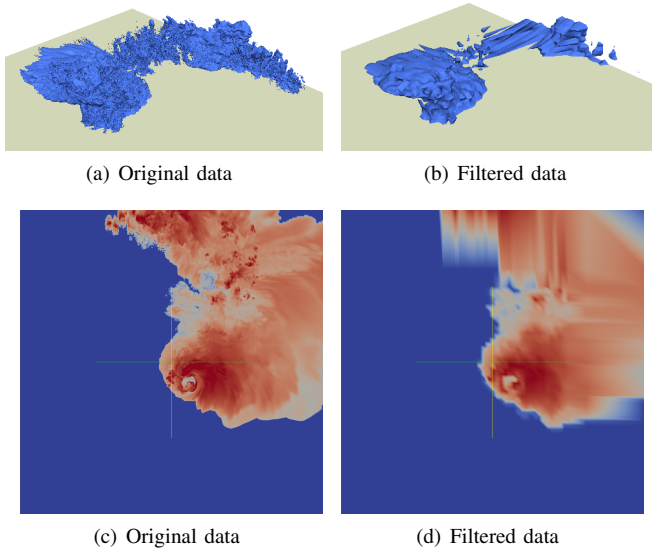 (a) Original data
(b) Filtered data
(c) Original data
(d) Filtered data